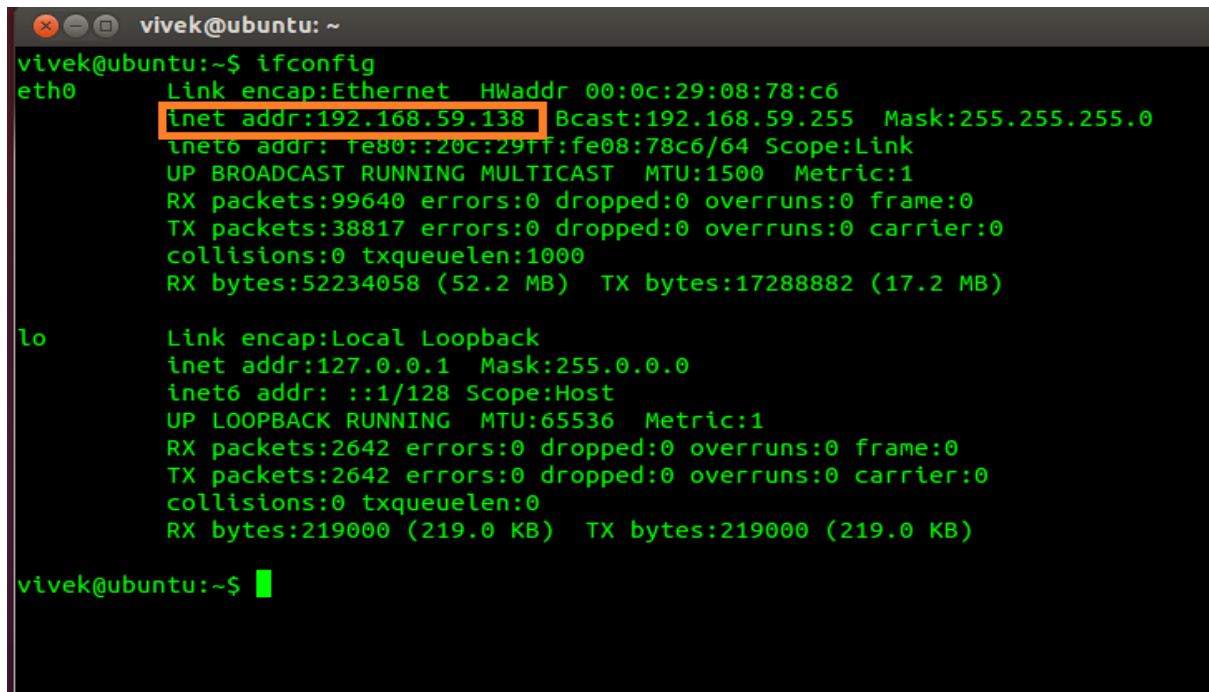 vivek@ubuntu: ~
vivek@ubuntu:~$ ifconfig
eth0 Link encap:Ethernet HWaddr 00:0c:29:08:78:c6
inet addr:192.168.59.138 Bcast:192.168.59.255 Mask:255.255.255.0
inet6 addr: fe80::20c:29ff:fe08:78c6/64 Scope:Link
UP BROADCAST RUNNING MULTICAST MTU:1500 Metric:1
RX packets:99640 errors:0 dropped:0 overruns:0 frame:0
TX packets:38817 errors:0 dropped:0 overruns:0 carrier:0
collisions:0 txqueuelen:1000
RX bytes:52234058 (52.2 MB) TX bytes:17288882 (17.2 MB)
lo Link encap:Local Loopback
inet addr:127.0.0.1 Mask:255.0.0.0
inet6 addr: ::1/128 Scope:Host
UP LOOPBACK RUNNING MTU:65536 Metric:1
RX packets:2642 errors:0 dropped:0 overruns:0 frame:0
TX packets:2642 errors:0 dropped:0 overruns:0 carrier:0
collisions:0 txqueuelen:0
RX bytes:219000 (219.0 KB) TX bytes:219000 (219.0 KB)
vivek@ubuntu:~$